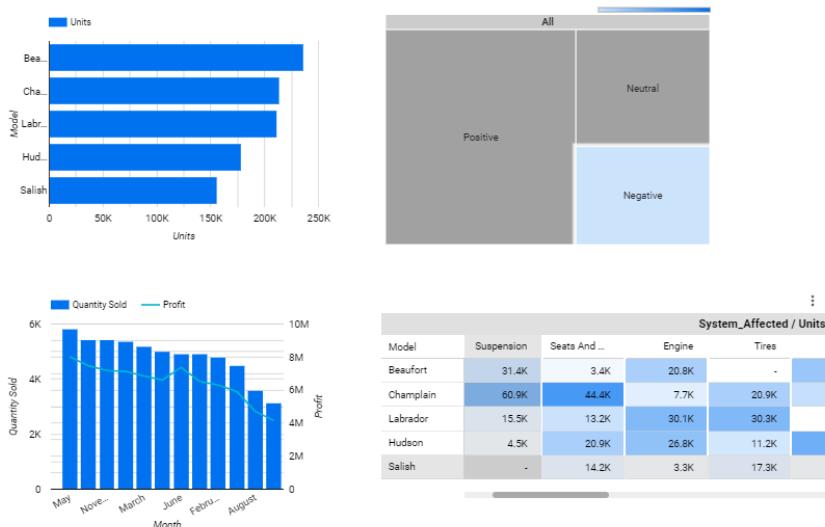 Units
Bea...
Cha...
Labr...
Hud...
Salish
Model
0 50K 100K 150K 200K 250K
Units
All
Positive
Neutral
Negative
Quantity Sold Profit
6K
4K
2K
0
Quantity Sold
10M
8M
6M
4M
2M
0
Profit
May Nove... March June Febru... August
Month
System_Affected / Units
Model Suspension Seats And ... Engine Tires
Beaufort 31.4K 3.4K 20.8K -
Champlain 60.9K 44.4K 7.7K 20.9K
Labrador 15.5K 13.2K 30.1K 30.3K
Hudson 4.5K 20.9K 26.8K 11.2K
Salish - 14.2K 3.3K 17.3K